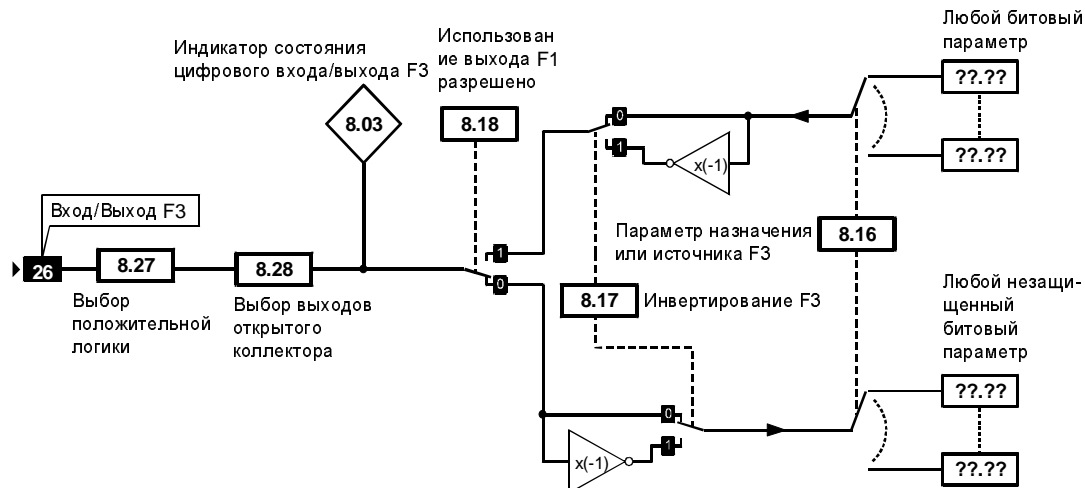 Индикатор состояния
цифрового входа/выхода F3
8.03
Использован
ие выхода F1
разрешено
8.18
Любой битовый
параметр
??.??
??.??
0
1
x(-1)
Вход/Выход F3
26
8.27
Выбор
положительной
логики
8.28
Выбор выходов
открытого
коллектора
1
0
Параметр назначения
или источника F3
8.16
8.17
Инвертирование F3
Любой незащи-
щенный
битовый
параметр
??.??
??.??
0
1
x(-1)